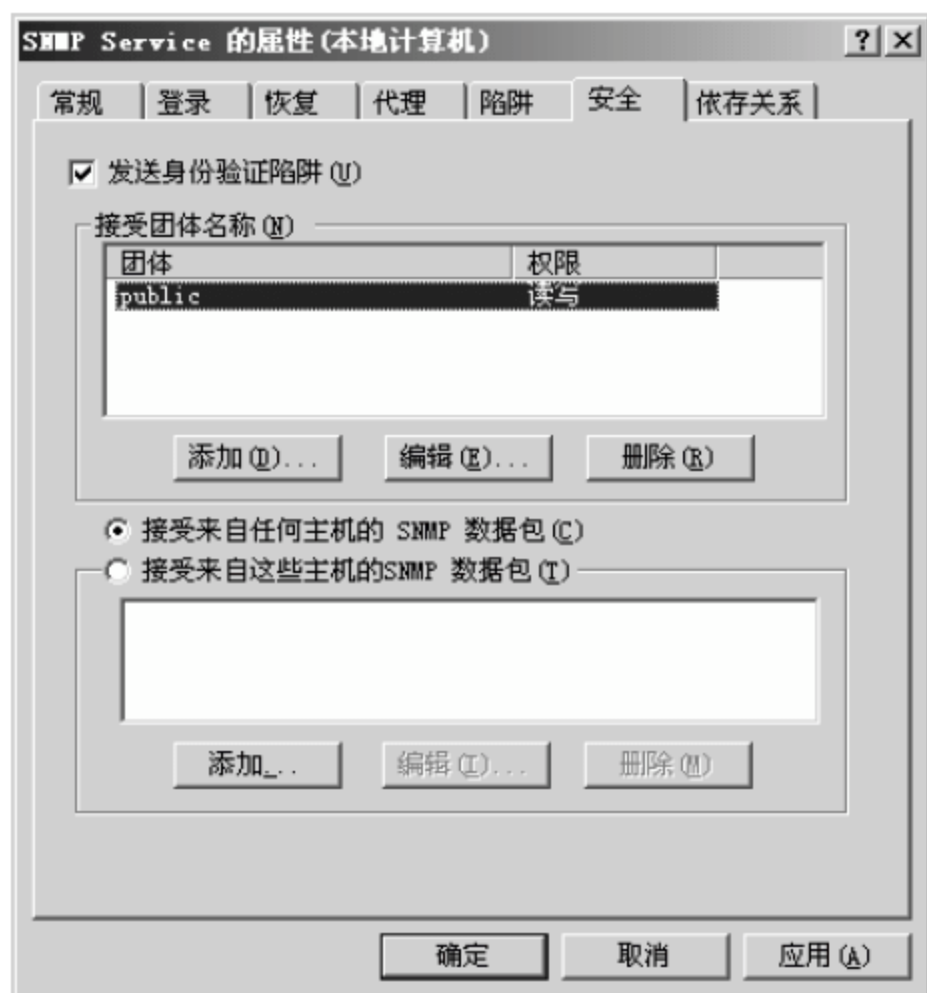 SNMP Service 的属性(本地计算机)
常规 登录 恢复 代理 陷阱 安全 依存关系
发送身份验证陷阱(U)
接受团体名称(N)
团体 权限
public 读写
添加(D)... 编辑(E)... 删除(R)
接受来自任何主机的 SNMP 数据包(C)
接受来自这些主机的SNMP 数据包(T)
添加... 编辑(I)... 删除(M)
确定 取消 应用(A)